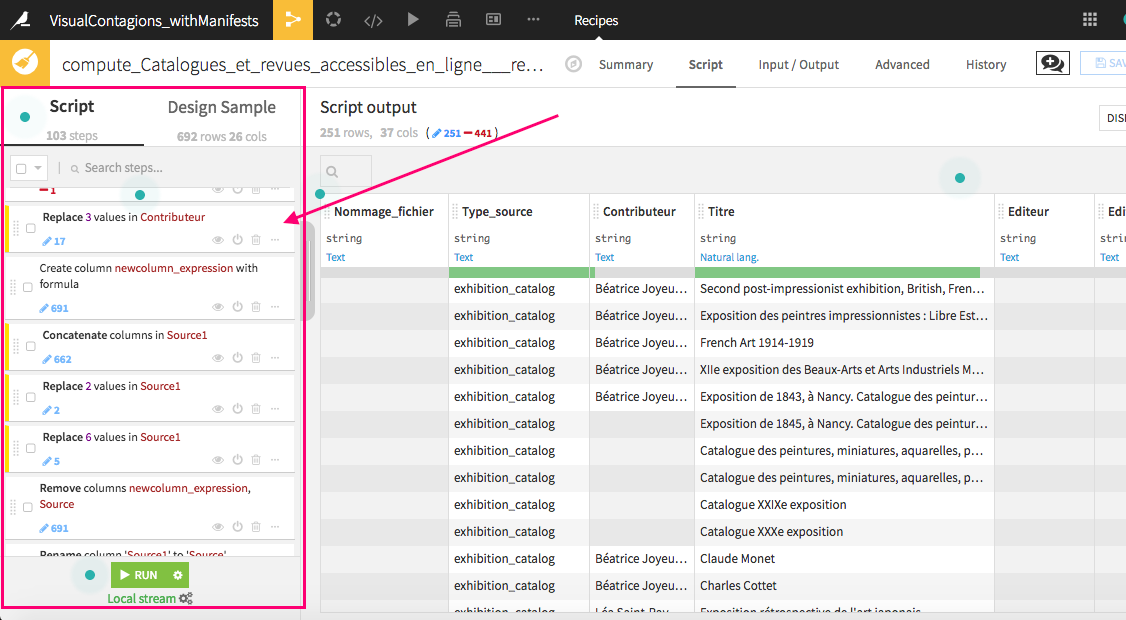 VisualContagions_withManifests
Recipes
compute_Catalogues_et_revues_accessibles_en_ligne___re...
Summary
Script
Input / Output
Advanced
History
SAV
Script
103 steps
Design Sample
692 rows 26 cols
Search steps...
1
Replace 3 values in Contributeur
17
Create column newcolumn_expression with
formula
691
Concatenate columns in Source1
662
Replace 2 values in Source1
2
Replace 6 values in Source1
5
Remove columns newcolumn_expression,
Source
691
Rename column 'Source1' to 'Source'
RUN
Local stream
Script output
251 rows, 37 cols ( 251 441 )
DISI
Nommage_fichier Type_source Contributeur Titre Editeur Edi
string string string string string strin
Text Text Text Natural lang. Text Text
exhibition_catalog Béatrice Joyeu... Second post-impressionist exhibition, British, Fren...
exhibition_catalog Béatrice Joyeu... Exposition des peintres impressionnistes : Libre Est...
exhibition_catalog Béatrice Joyeu... French Art 1914-1919
exhibition_catalog Béatrice Joyeu... XIIe exposition des Beaux-Arts et Arts Industriels M...
exhibition_catalog Béatrice Joyeu... Exposition de 1843, à Nancy. Catalogue des peintur...
exhibition_catalog Exposition de 1845, à Nancy. Catalogue des peintur...
exhibition_catalog Catalogue des peintures, miniatures, aquarelles, p...
exhibition_catalog Catalogue des peintures, miniatures, aquarelles, p...
exhibition_catalog Catalogue XXIXe exposition
exhibition_catalog Catalogue XXXe exposition
exhibition_catalog Béatrice Joyeu... Claude Monet
exhibition_catalog Béatrice Joyeu... Charles Cottet
exhibition_catalog Léa Saint-Ray... Exposition rétrospective de l'art japonais